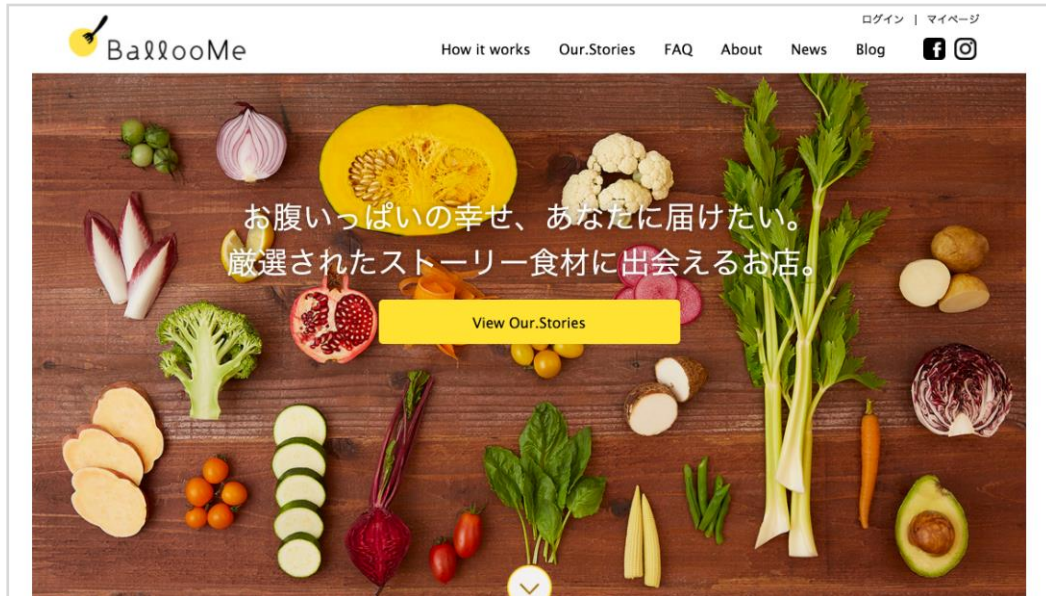 ログイン | マイページ
BallooMe
How it works Our.Stories FAQ About News Blog
お腹いっぱいの幸せ、あなたに届けたい。
厳選されたストーリー食材に出会えるお店。
View Our.Stories